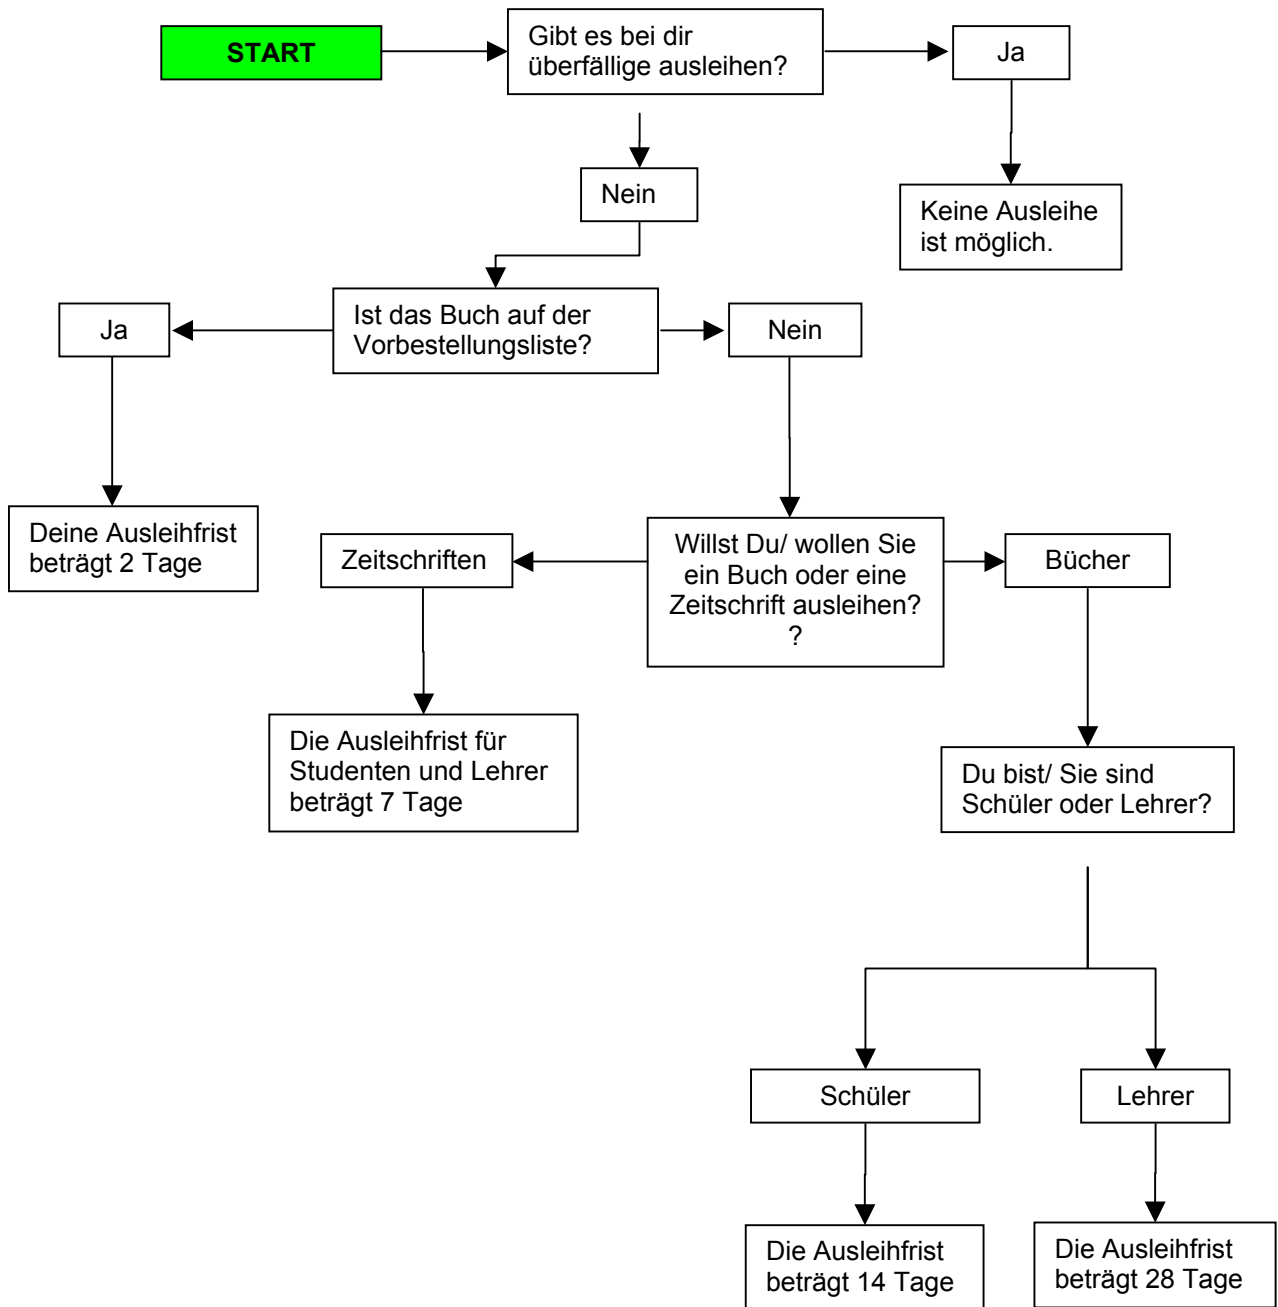 START
Gibt es bei dir
überfällige ausleihen?
Ja
Nein
Keine Ausleihe
ist möglich.
Ja
Ist das Buch auf der
Vorbestellungsliste?
Nein
Deine Ausleihfrist
beträgt 2 Tage
Zeitschriften
Willst Du/ wollen Sie
ein Buch oder eine
Zeitschrift ausleihen?
?
Bücher
Die Ausleihfrist für
Studenten und Lehrer
beträgt 7 Tage
Du bist/ Sie sind
Schüler oder Lehrer?
Schüler
Lehrer
Die Ausleihfrist
beträgt 14 Tage
Die Ausleihfrist
beträgt 28 Tage